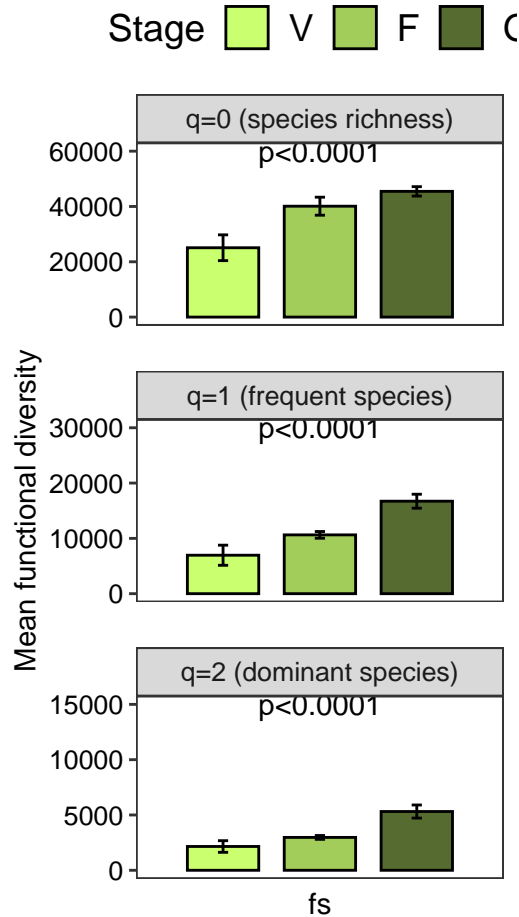 Stage V F
q=0 (species richness)
p<0.0001
60000
40000
20000
0
Mean functional diversity
q=1 (frequent species)
p<0.0001
30000
20000
10000
0
q=2 (dominant species)
p<0.0001
15000
10000
5000
0
fs